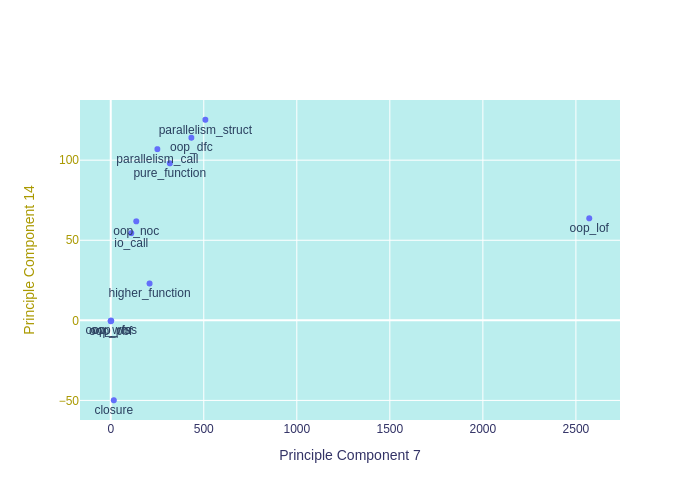 parallelism_struct
oop_dfc
parallelism_call
pure_function
oop_noc
io_call
oop_lof
higher_function
closure
100
50
0
−50
0
500
1000
1500
2000
2500
Principle Component 14
Principle Component 7